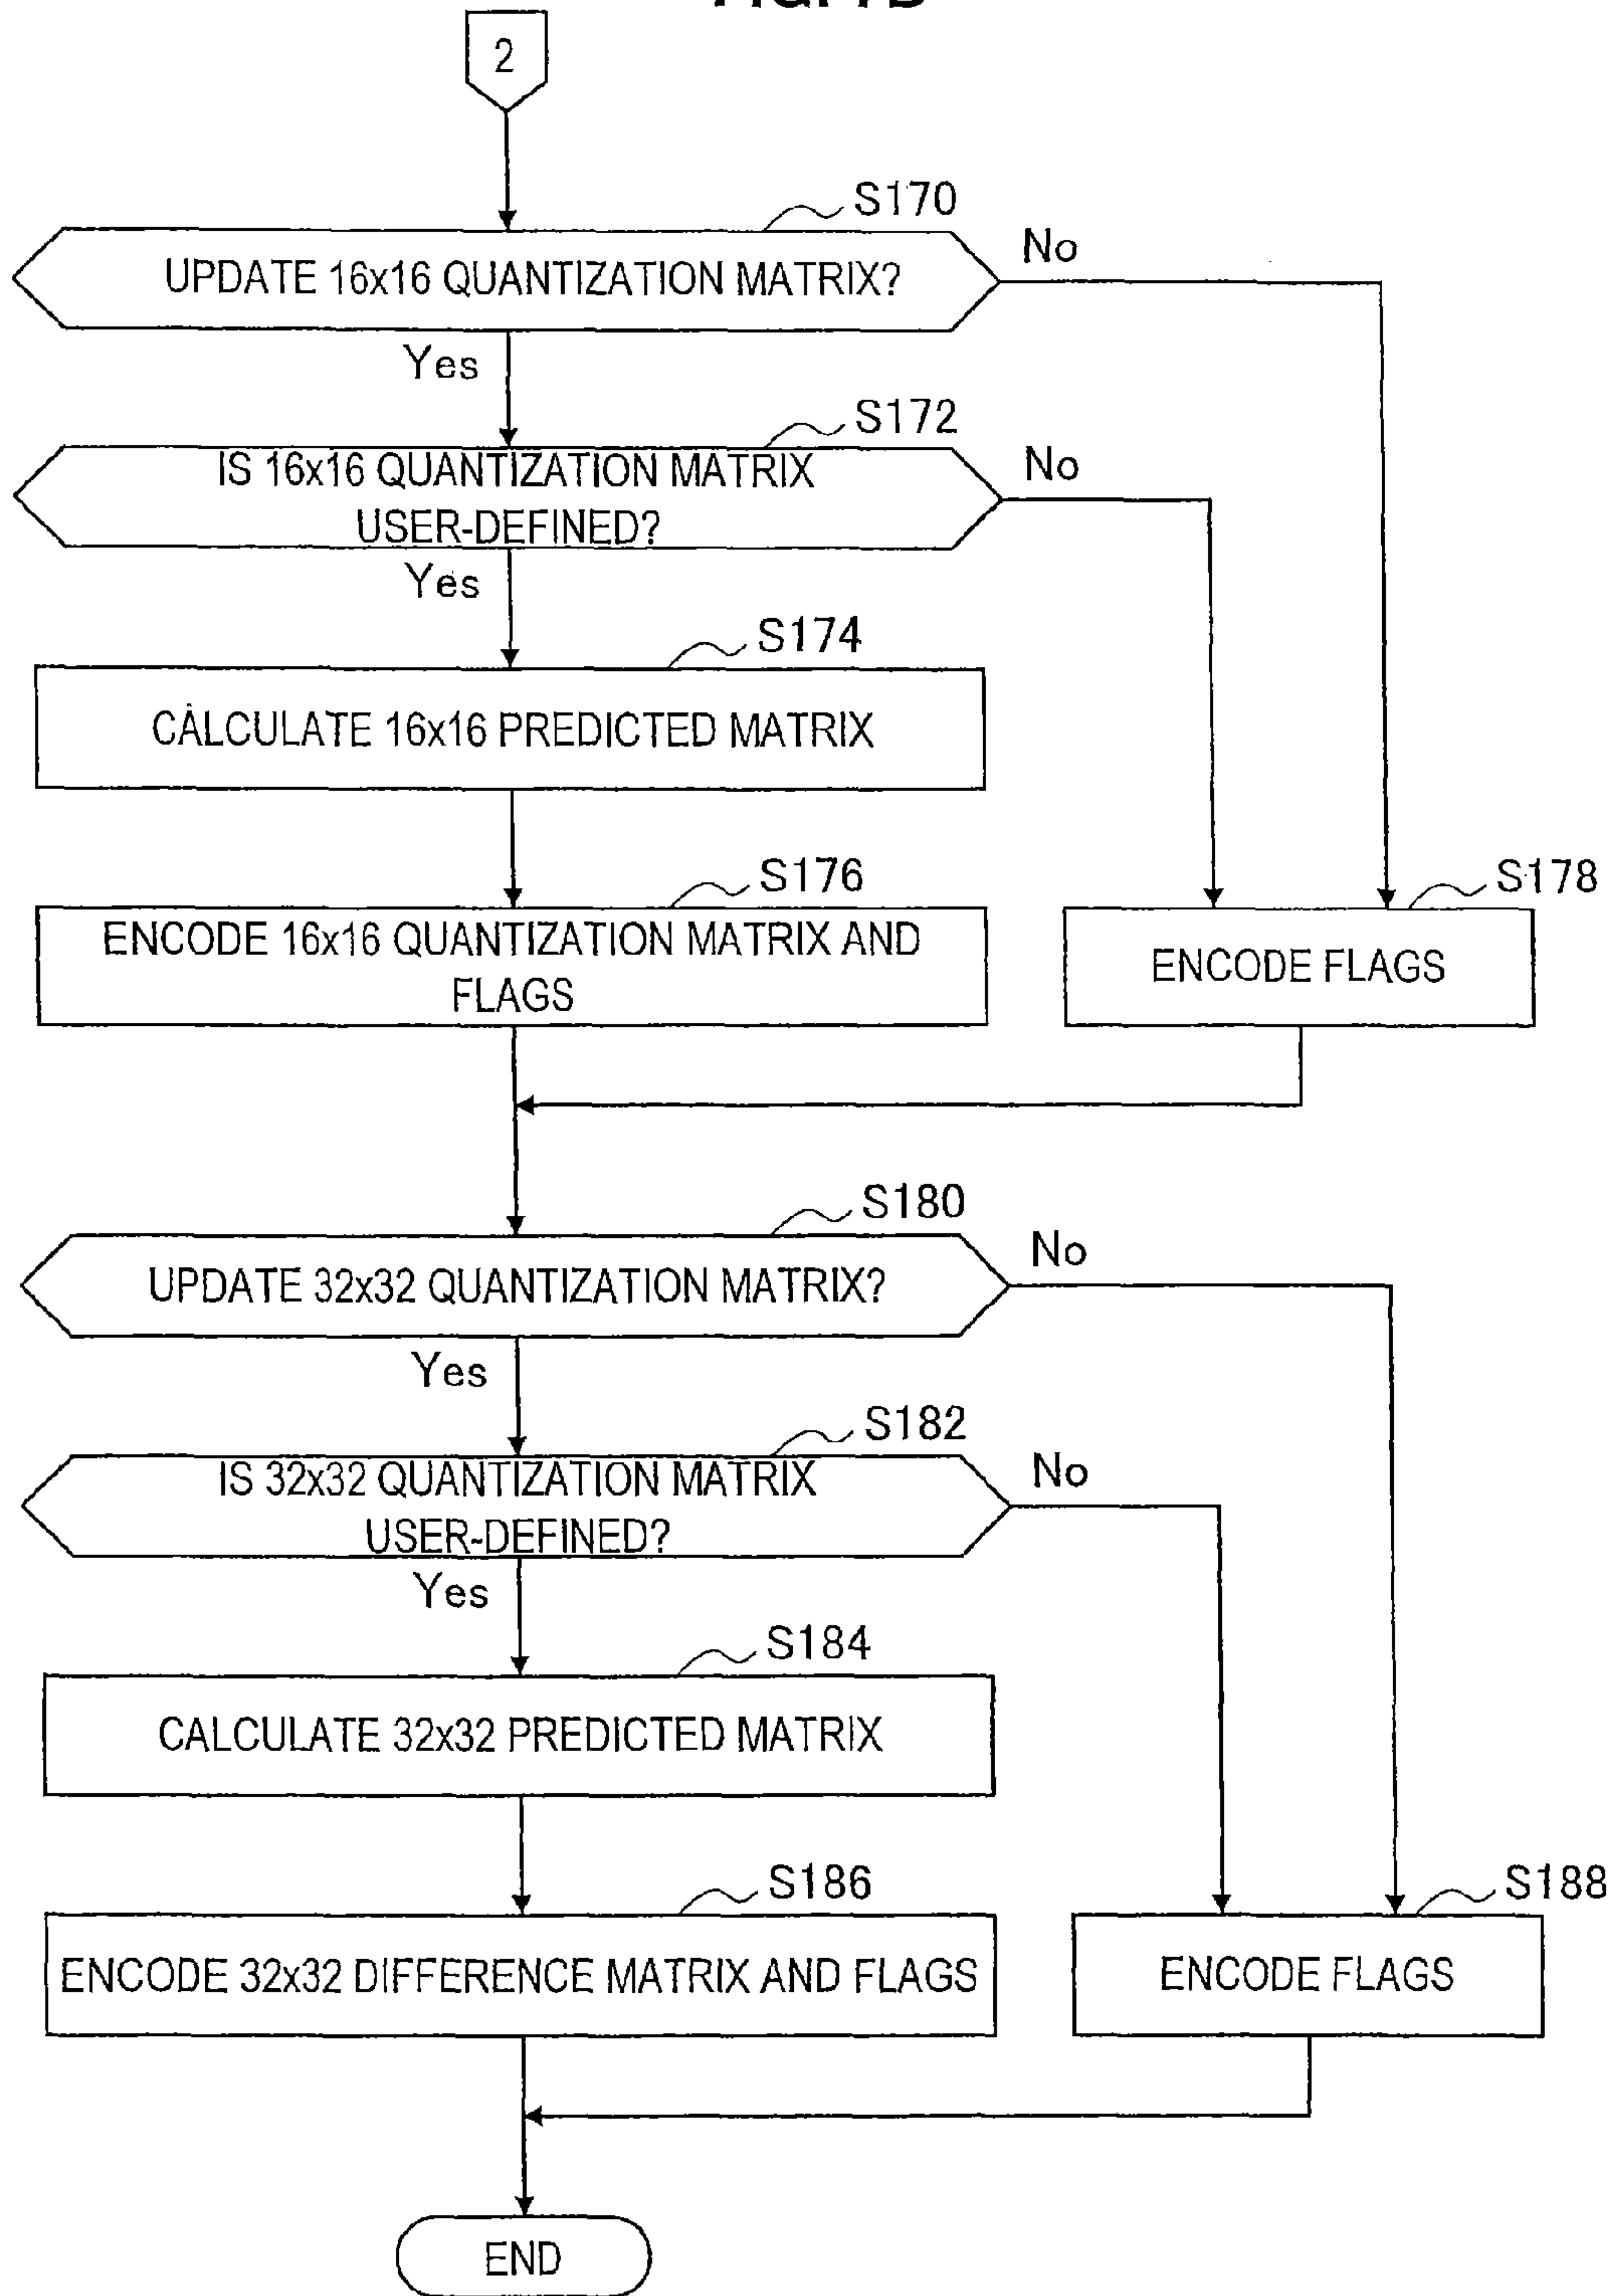 2
S170
UPDATE 16x16 QUANTIZATION MATRIX?
No
Yes
S172
IS 16x16 QUANTIZATION MATRIX
USER-DEFINED?
No
Yes
S174
CALCULATE 16x16 PREDICTED MATRIX
S176
ENCODE 16x16 QUANTIZATION MATRIX AND
FLAGS
S178
ENCODE FLAGS
S180
UPDATE 32x32 QUANTIZATION MATRIX?
No
Yes
S182
IS 32x32 QUANTIZATION MATRIX
USER-DEFINED?
No
Yes
S184
CALCULATE 32x32 PREDICTED MATRIX
S186
ENCODE 32x32 DIFFERENCE MATRIX AND FLAGS
S188
ENCODE FLAGS
END